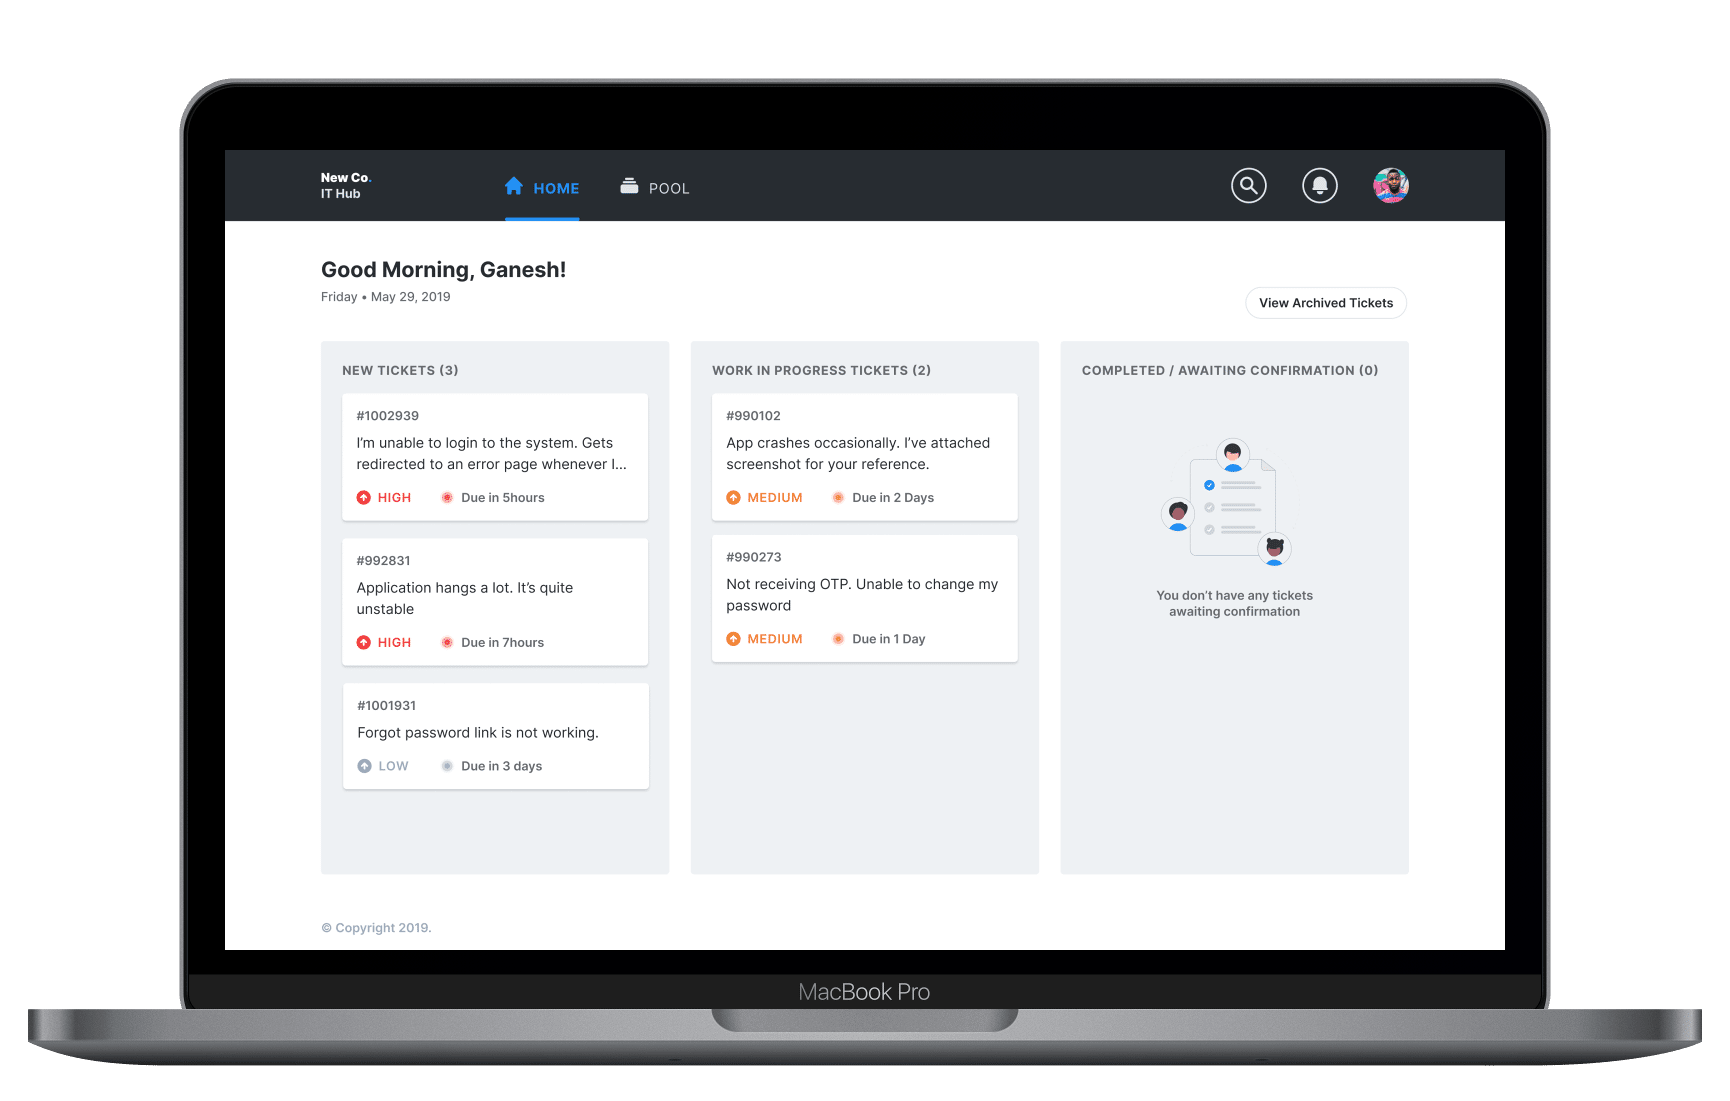 New Co.
IT Hub
HOME
POOL
Good Morning, Ganesh!
Friday • May 29, 2019
View Archived Tickets
NEW TICKETS (3)
#1002939
I’m unable to login to the system. Gets
redirected to an error page whenever I...
HIGH
Due in 5hours
#992831
Application hangs a lot. It’s quite
unstable
HIGH
Due in 7hours
#1001931
Forgot password link is not working.
LOW
Due in 3 days
WORK IN PROGRESS TICKETS (2)
#990102
App crashes occasionally. I’ve attached
screenshot for your reference.
MEDIUM
Due in 2 Days
#990273
Not receiving OTP. Unable to change my
password
MEDIUM
Due in 1 Day
COMPLETED / AWAITING CONFIRMATION (0)
You don’t have any tickets
awaiting confirmation
© Copyright 2019.
MacBook Pro